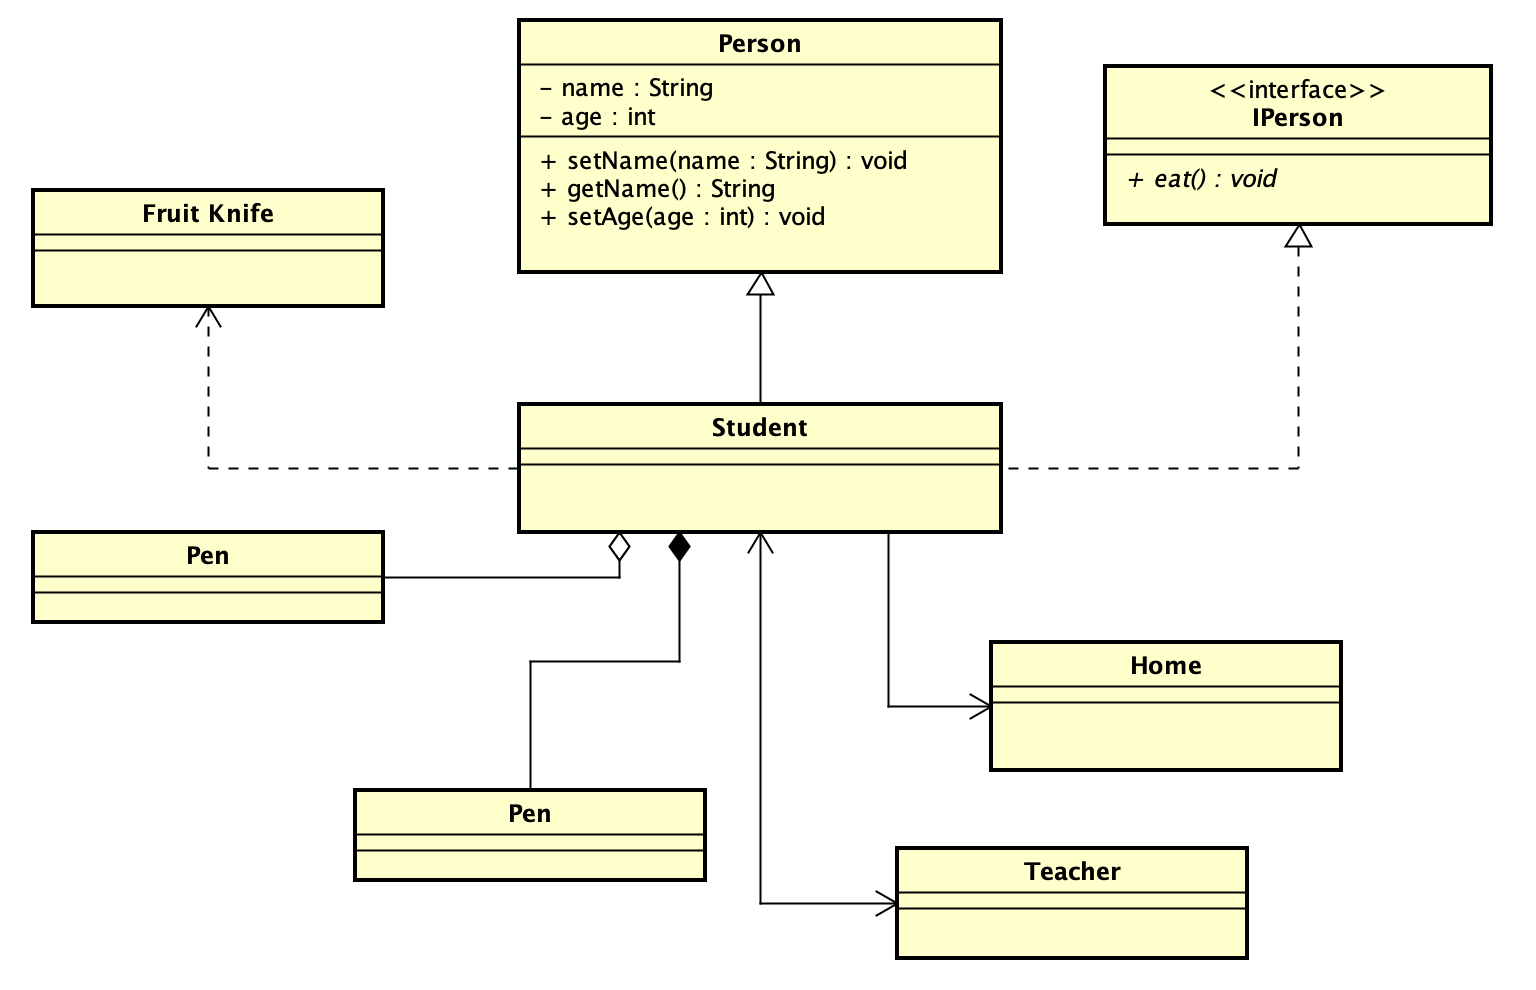 Person
- name : String
- age : int
+ setName(name : String) : void
+ getName() : String
+ setAge(age : int) : void
<<interface>>
IPerson
+ eat() : void
Fruit Knife
Student
Pen
Home
Pen
Teacher